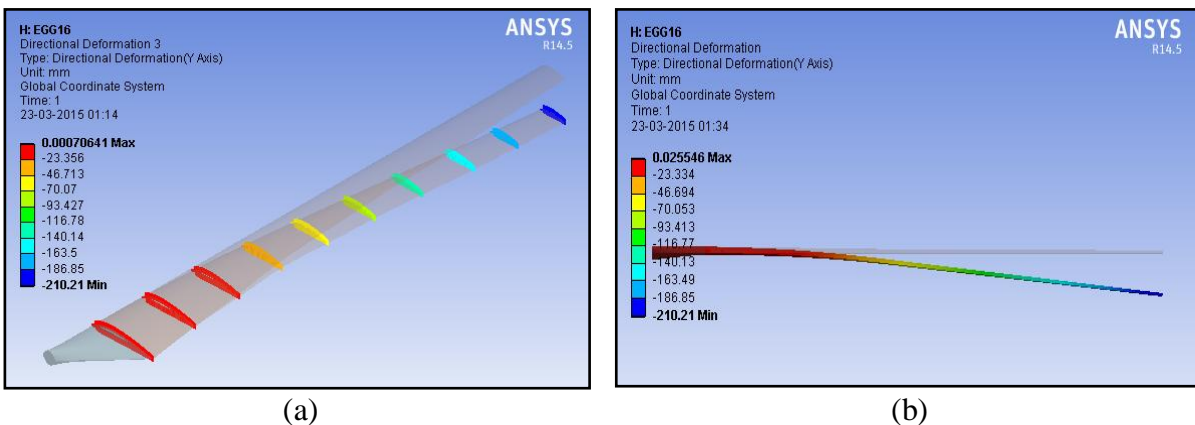 H: EGG16
Directional Deformation 3
Type: Directional Deformation(Y Axis)
Unit: mm
Global Coordinate System
Time: 1
23-03-2015 01:14
ANSYS
R14.5
0.00070641 Max
-23.356
-46.713
-70.07
-93.427
-116.78
-140.14
-163.5
-186.85
-210.21 Min
(a)
H: EGG16
Directional Deformation
Type: Directional Deformation(Y Axis)
Unit: mm
Global Coordinate System
Time: 1
23-03-2015 01:34
ANSYS
R14.5
0.025546 Max
-23.334
-46.694
-70.053
-93.413
-116.77
-140.13
-163.49
-186.85
-210.21 Min
(b)